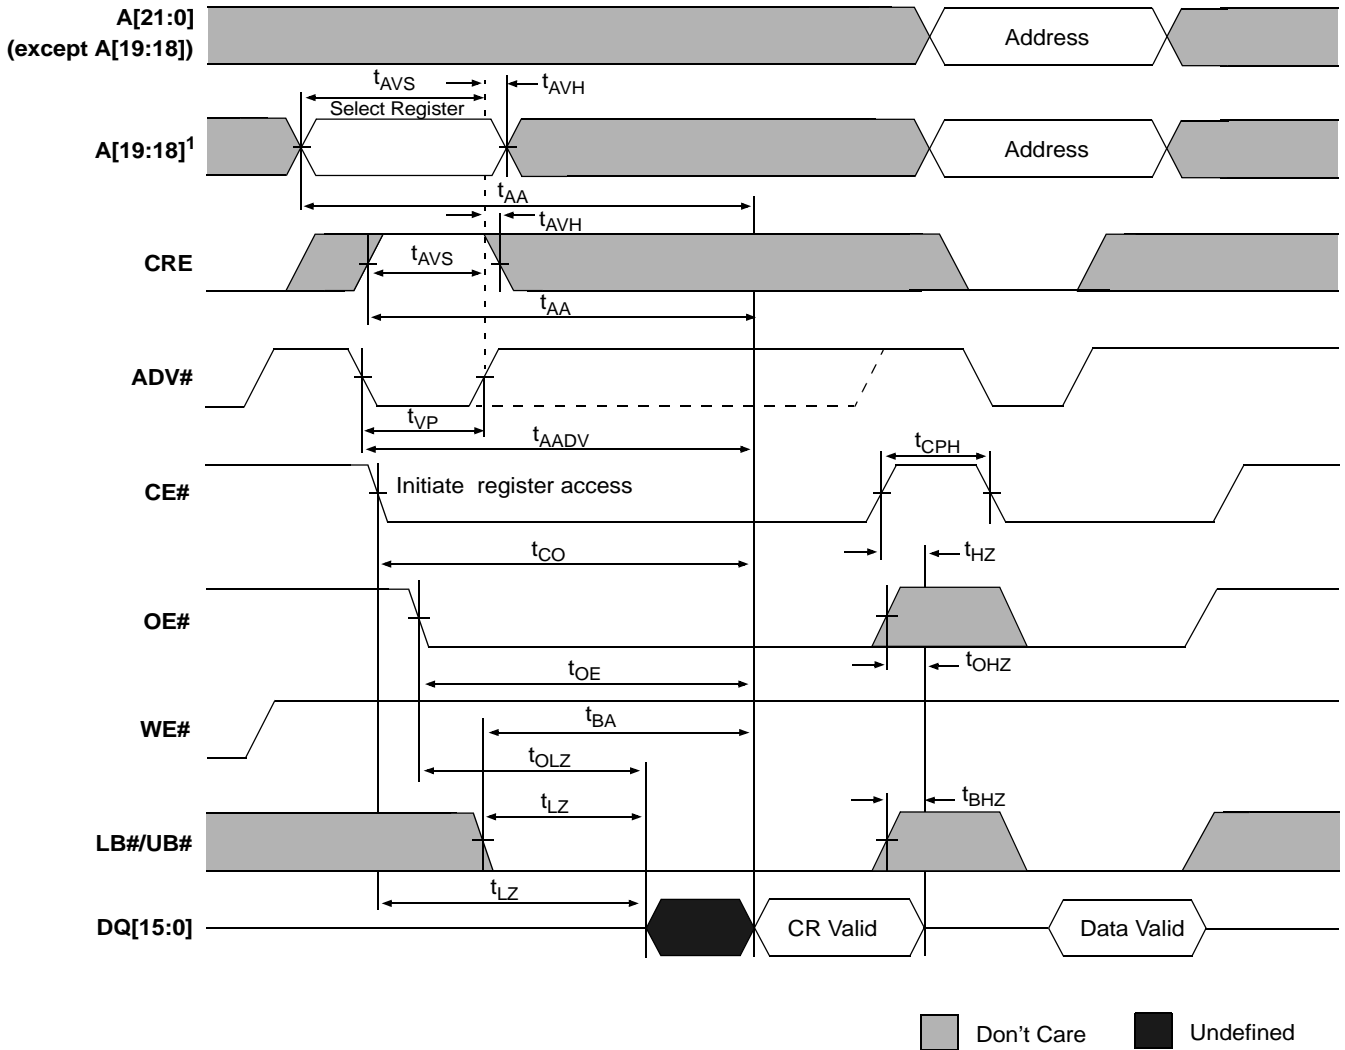 A[21:0]
(except A[19:18])
Address
tAVS
tAVH
Select Register
A[19:18]1
Address
tAA
tAVH
CRE
tAVS
tAA
ADV#
tVP
tAADV
tCPH
CE#
Initiate register access
tCO
tHZ
OE#
tOE
tOHZ
WE#
tBA
tOLZ
tLZ
tBHZ
LB#/UB#
tLZ
DQ[15:0]
CR Valid
Data Valid
Don't Care
Undefined